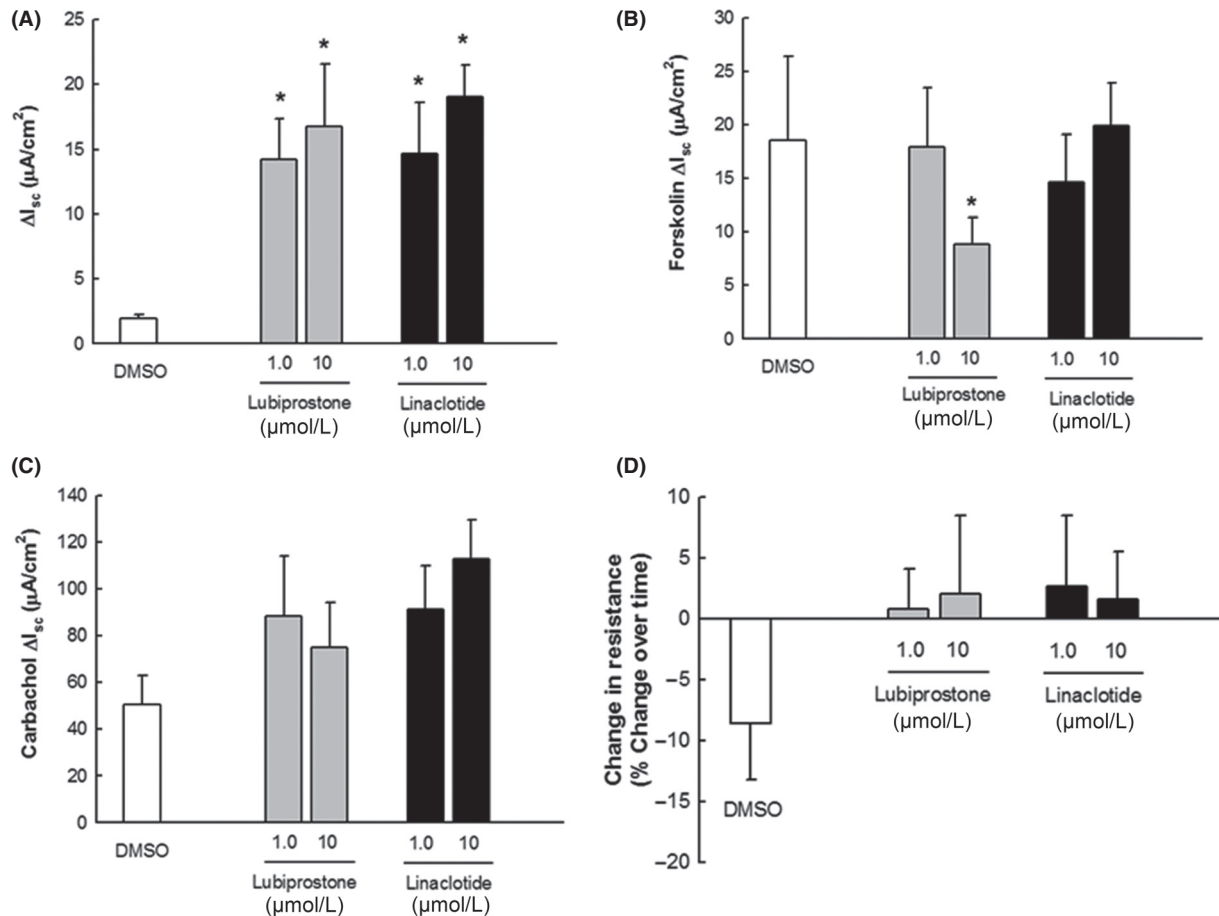 (A)
25
20
15
10
5
0
ΔIsc (µA/cm²)
* * * *
DMSO
1.0 10 1.0 10
Lubiprostone Linaclotide
(µmol/L) (µmol/L)
(B)
30
25
20
15
10
5
0
Forskolin ΔIsc (µA/cm²)
*
DMSO
1.0 10 1.0 10
Lubiprostone Linaclotide
(µmol/L) (µmol/L)
(C)
140
120
100
80
60
40
20
0
Carbachol ΔIsc (µA/cm²)
DMSO
1.0 10 1.0 10
Lubiprostone Linaclotide
(µmol/L) (µmol/L)
(D)
10
5
0
−5
−10
−15
−20
Change in resistance
(% Change over time)
1.0 10 1.0 10
Lubiprostone Linaclotide
(µmol/L) (µmol/L)
DMSO